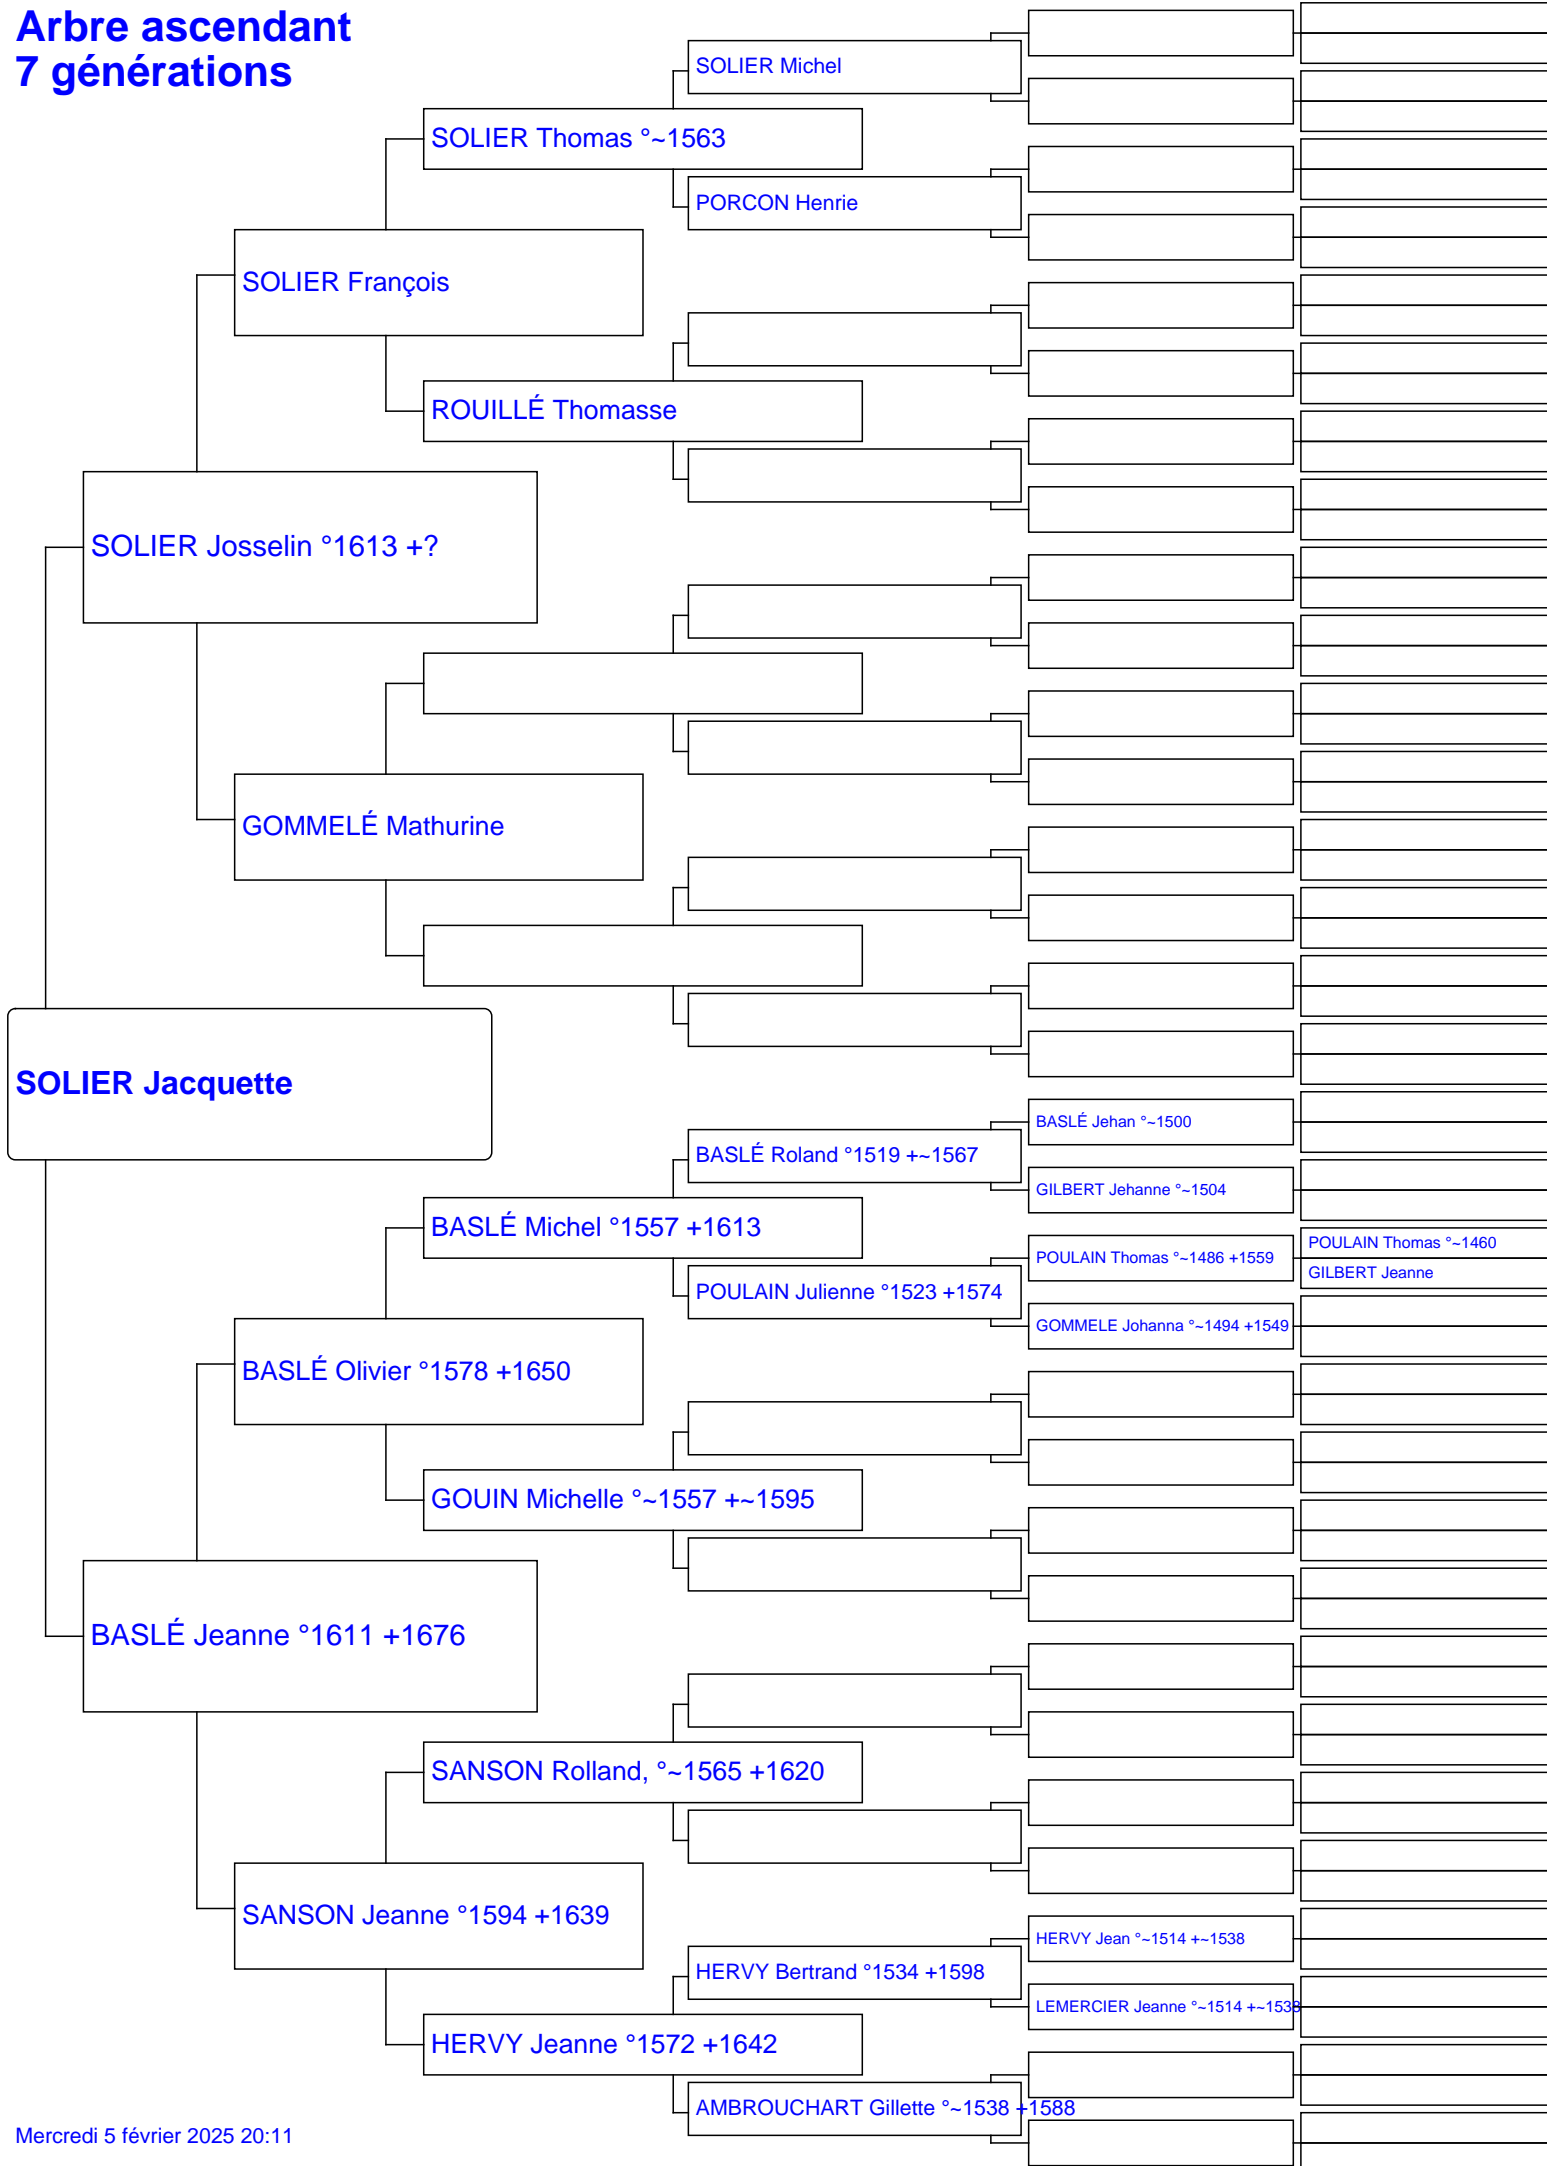 Arbre ascendant
7 générations
SOLIER Michel
SOLIER Thomas °~1563
PORCON Henrie
SOLIER François
ROUILLÉ Thomasse
SOLIER Josselin °1613 +?
GOMMELÉ Mathurine
SOLIER Jacquette
BASLÉ Jehan °~1500
BASLÉ Roland °1519 +~1567
GILBERT Jehanne °~1504
BASLÉ Michel °1557 +1613
POULAIN Thomas °~1460
POULAIN Thomas °~1486 +1559
GILBERT Jeanne
POULAIN Julienne °1523 +1574
GOMMELE Johanna °~1494 +1549
BASLÉ Olivier °1578 +1650
GOUIN Michelle °~1557 +~1595
BASLÉ Jeanne °1611 +1676
SANSON Rolland, °~1565 +1620
SANSON Jeanne °1594 +1639
HERVY Jean °~1514 +~1538
HERVY Bertrand °1534 +1598
LEMERCIER Jeanne °~1514 +~1538
HERVY Jeanne °1572 +1642
AMBROUCHART Gillette °~1538 +1588
Mercredi 5 février 2025 20:11